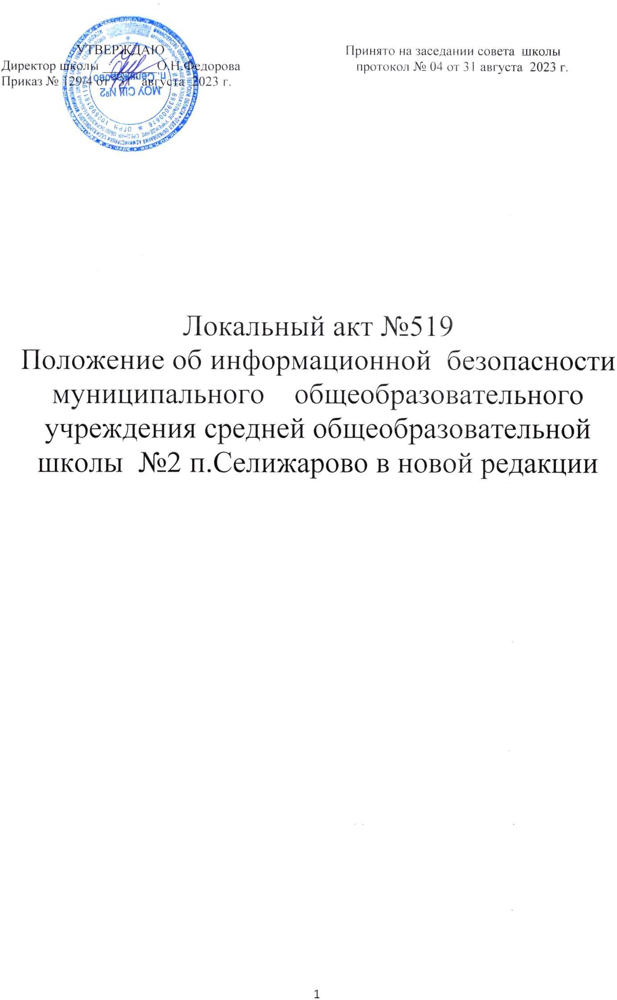 УТВЕРЖДАЮ
Директор школы ________О.Н.Федорова
Приказ № 129/4 от "31" августа 2023 г.
Принято на заседании совета школы
протокол № 04 от 31 августа 2023 г.
МОУ СШ №2
п. Селижарово
Локальный акт №519
Положение об информационной безопасности
муниципального общеобразовательного
учреждения средней общеобразовательной
школы №2 п.Селижарово в новой редакции
1